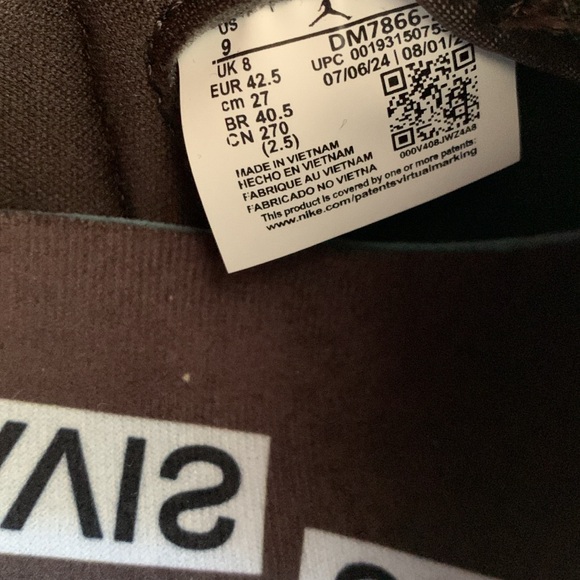 US
9
UK 8
EUR 42.5
cm 27
BR 40.5
CN 270
(2.5)
DM7866-
UPC 0019315075
07/06/24 | 08/01/2
000V408JWZ4A8
MADE IN VIETNAM
HECHO EN VIETNAM
FABRIQUE AU VIETNAM
FABRICADO NO VIETNA
This product is covered by one or more patents:
www.nike.com/patentsvirtualmarking
VIS